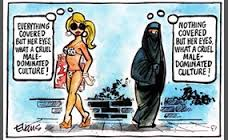 EVERYTHING
COVERED
BUT HER EYES,
WHAT A CRUEL
MALE-
DOMINATED
CULTURE!
NOTHING
COVERED
BUT HER EYES,
WHAT A CRUEL
MALE-
DOMINATED
CULTURE!
Evans